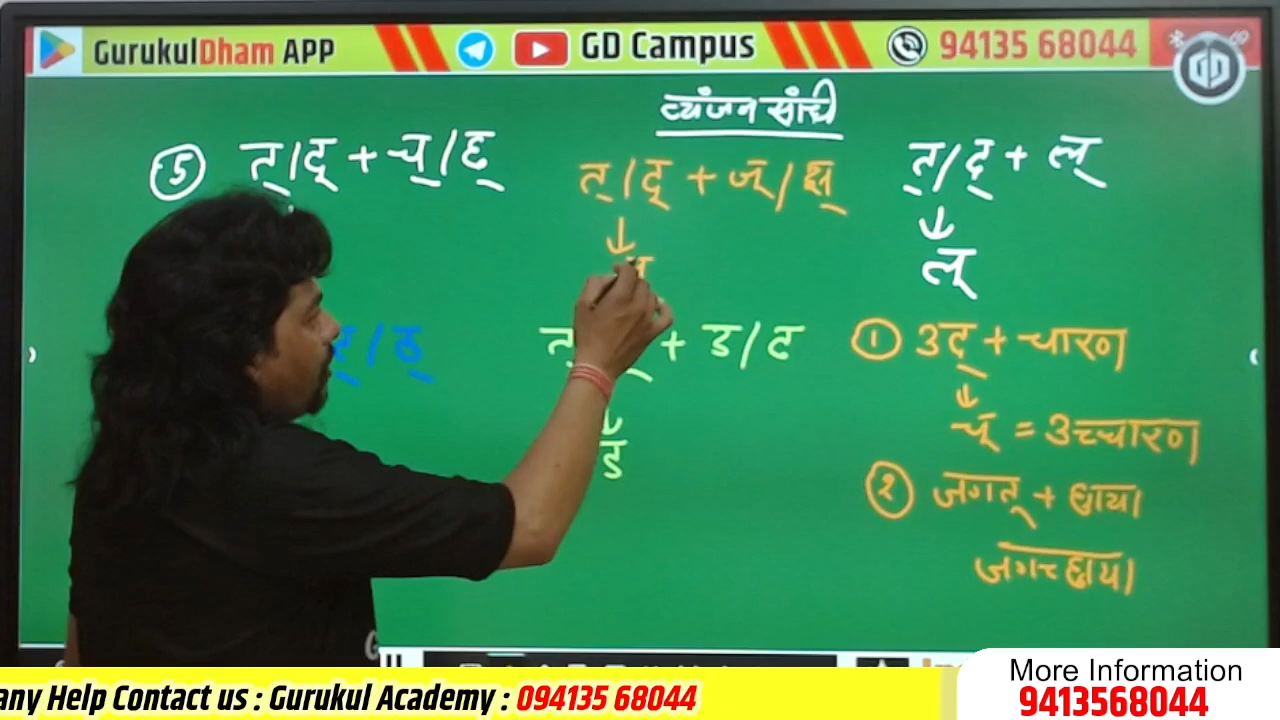 GurukulDham APP GD Campus 94135 68044
GD
व्यंजन संधी
⑤ त्/द् + च्/छ्
त्/द् + ज्/झ्
↓
त्/द् + ल्
↓
ल्
ट्/ठ्
+ ड/ढ
↓
ड
① उद् + चारण
↓
च् = उच्चारण
② जगत् + छाया
जगच्छाया
any Help Contact us : Gurukul Academy : 094135 68044
More Information
9413568044